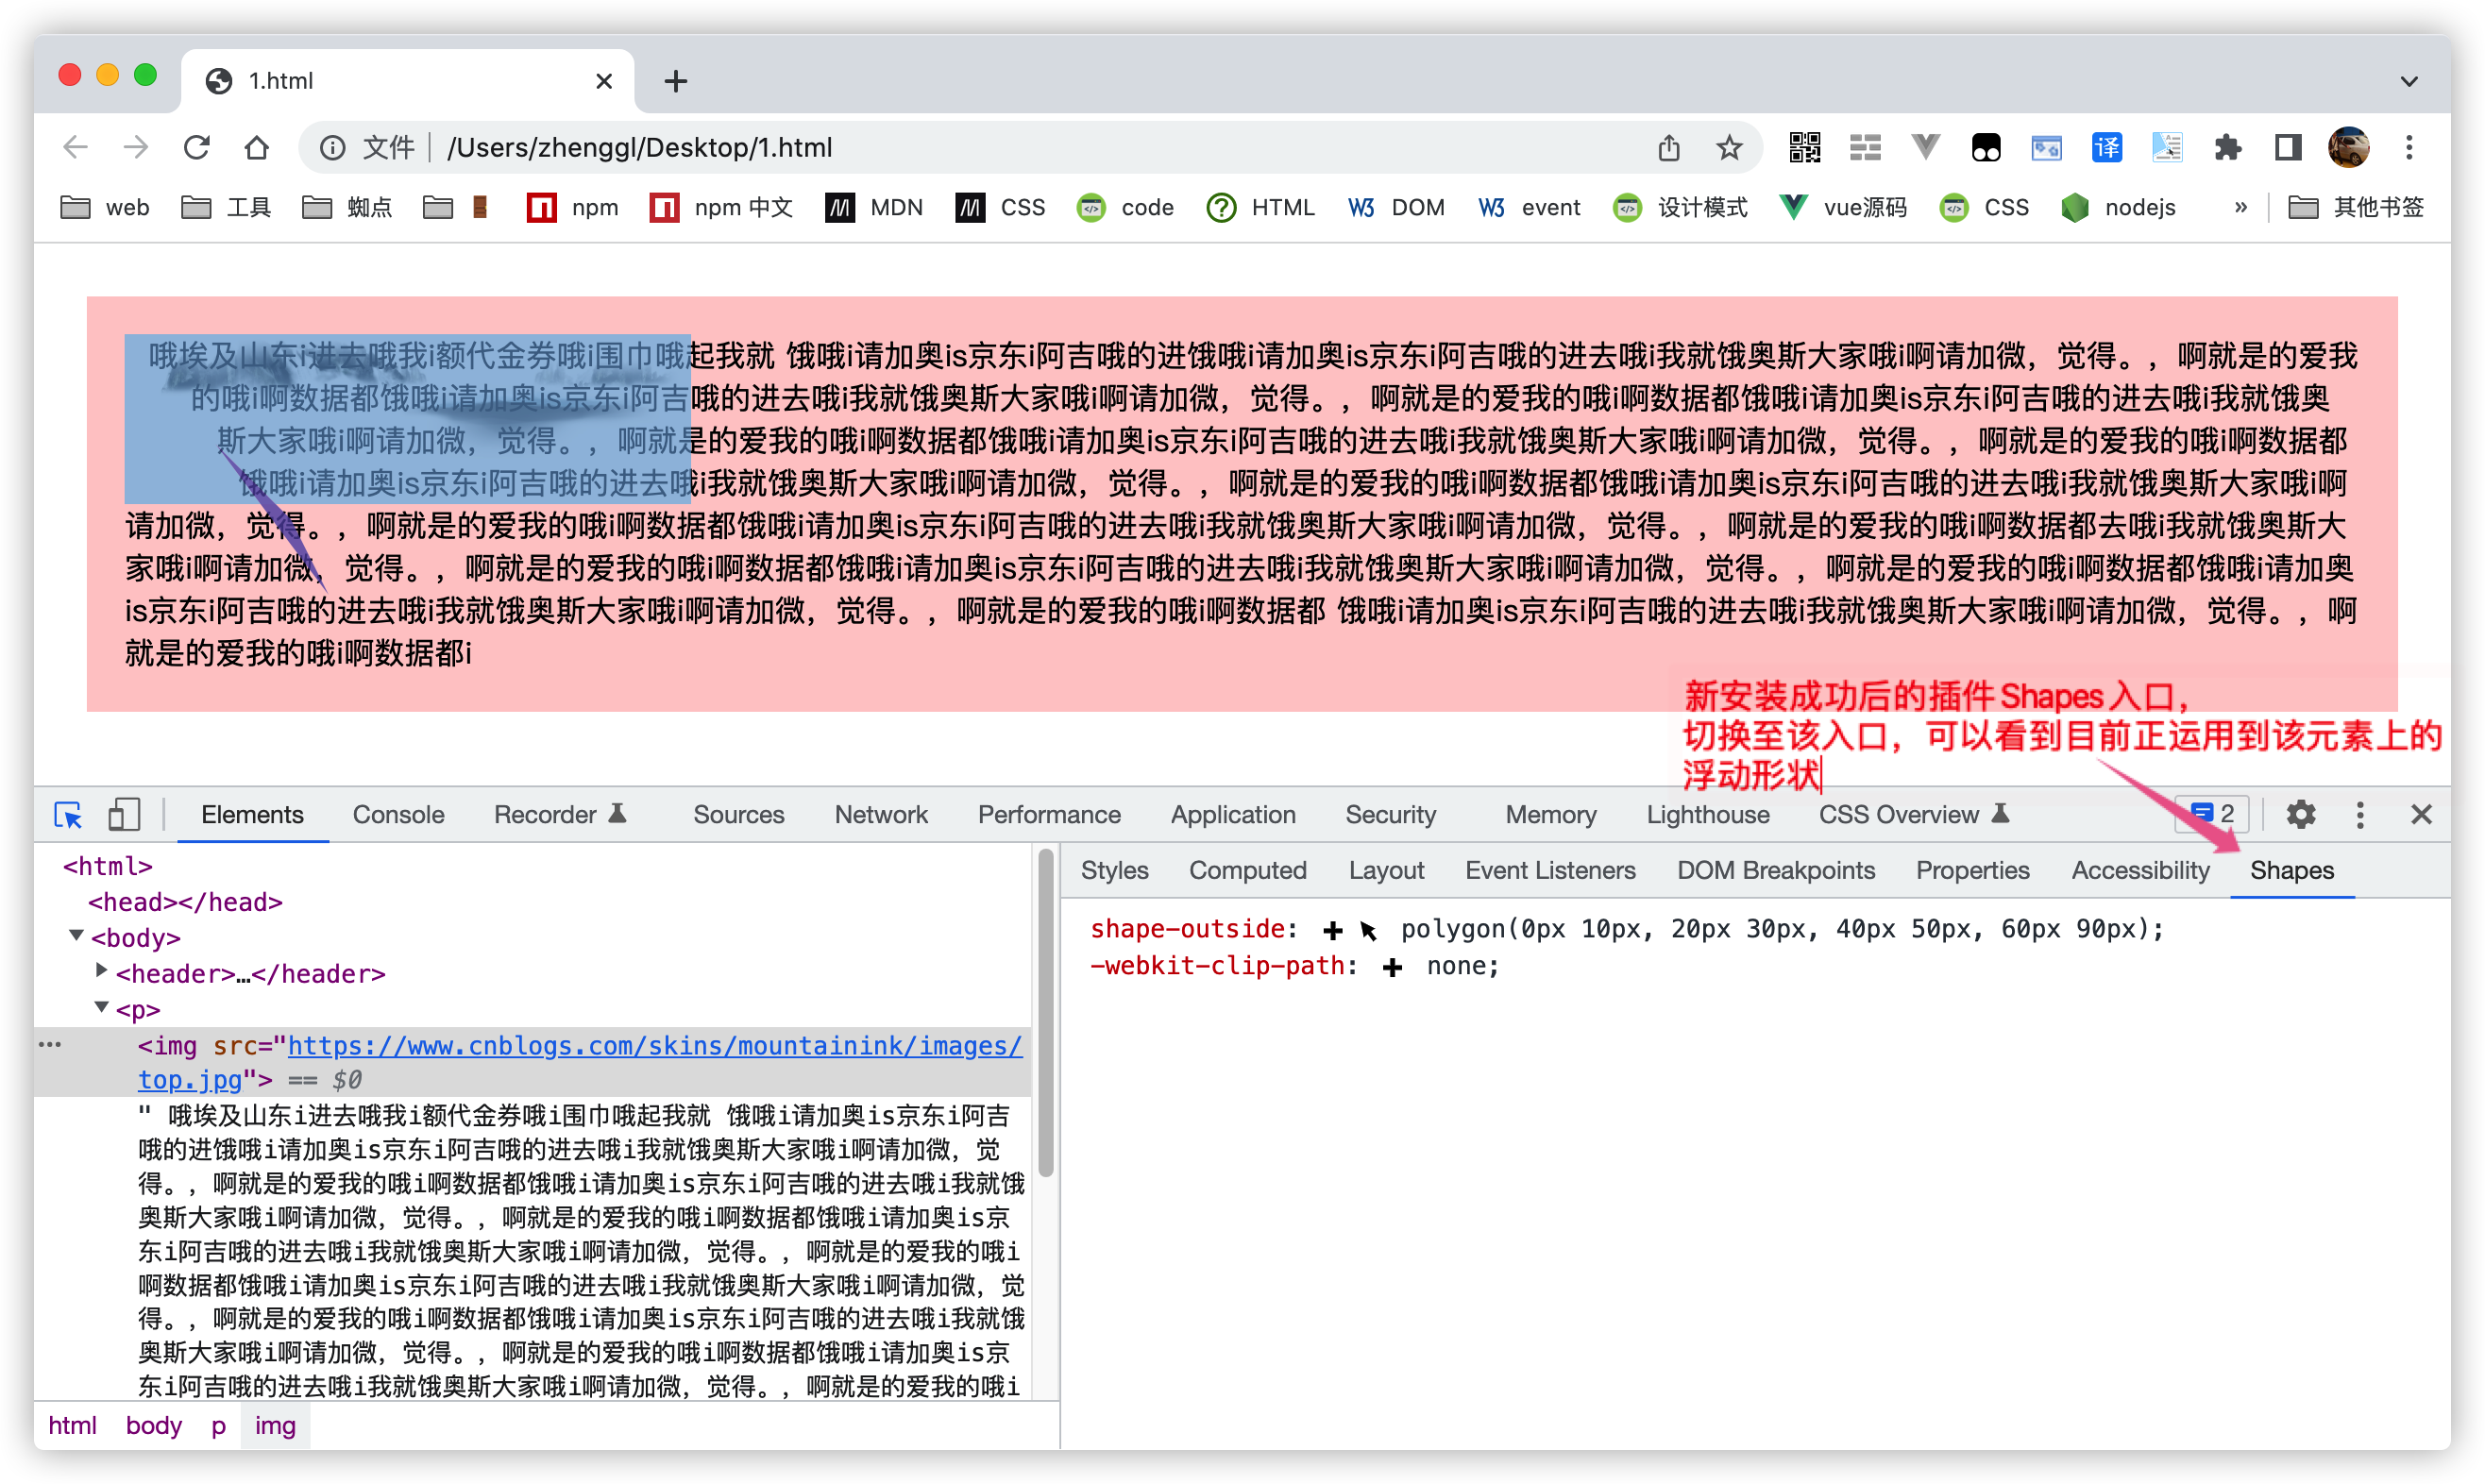 1.html
文件 /Users/zhenggl/Desktop/1.html
译
web 工具 蜘点 npm npm 中文 MDN CSS code HTML DOM event 设计模式 vue源码 CSS nodejs » 其他书签
哦埃及山东i进去哦我i额代金券哦i围巾哦起我就 饿哦i请加奥is京东i阿吉哦的进饿哦i请加奥is京东i阿吉哦的进去哦i我就饿奥斯大家哦i啊请加微，觉得。，啊就是的爱我
的哦i啊数据都饿哦i请加奥is京东i阿吉哦的进去哦i我就饿奥斯大家哦i啊请加微，觉得。，啊就是的爱我的哦i啊数据都饿哦i请加奥is京东i阿吉哦的进去哦i我就饿奥
斯大家哦i啊请加微，觉得。，啊就是的爱我的哦i啊数据都饿哦i请加奥is京东i阿吉哦的进去哦i我就饿奥斯大家哦i啊请加微，觉得。，啊就是的爱我的哦i啊数据都
饿哦i请加奥is京东i阿吉哦的进去哦i我就饿奥斯大家哦i啊请加微，觉得。，啊就是的爱我的哦i啊数据都饿哦i请加奥is京东i阿吉哦的进去哦i我就饿奥斯大家哦i啊
请加微，觉得。，啊就是的爱我的哦i啊数据都饿哦i请加奥is京东i阿吉哦的进去哦i我就饿奥斯大家哦i啊请加微，觉得。，啊就是的爱我的哦i啊数据都去哦i我就饿奥斯大
家哦i啊请加微，觉得。，啊就是的爱我的哦i啊数据都饿哦i请加奥is京东i阿吉哦的进去哦i我就饿奥斯大家哦i啊请加微，觉得。，啊就是的爱我的哦i啊数据都饿哦i请加奥
is京东i阿吉哦的进去哦i我就饿奥斯大家哦i啊请加微，觉得。，啊就是的爱我的哦i啊数据都 饿哦i请加奥is京东i阿吉哦的进去哦i我就饿奥斯大家哦i啊请加微，觉得。，啊
就是的爱我的哦i啊数据都i
新安装成功后的插件 Shapes 入口，
切换至该入口，可以看到目前正运用到该元素上的
浮动形状
Elements Console Recorder Sources Network Performance Application Security Memory Lighthouse CSS Overview 2
Styles Computed Layout Event Listeners DOM Breakpoints Properties Accessibility Shapes
shape-outside: polygon(0px 10px, 20px 30px, 40px 50px, 60px 90px);
-webkit-clip-path: none;
<html>
<head></head>
<body>
<header>…</header>
<p>
<img src="https://www.cnblogs.com/skins/mountainink/images/
top.jpg"> == $0
" 哦埃及山东i进去哦我i额代金券哦i围巾哦起我就 饿哦i请加奥is京东i阿吉
哦的进饿哦i请加奥is京东i阿吉哦的进去哦i我就饿奥斯大家哦i啊请加微，觉
得。，啊就是的爱我的哦i啊数据都饿哦i请加奥is京东i阿吉哦的进去哦i我就饿
奥斯大家哦i啊请加微，觉得。，啊就是的爱我的哦i啊数据都饿哦i请加奥is京
东i阿吉哦的进去哦i我就饿奥斯大家哦i啊请加微，觉得。，啊就是的爱我的哦i
啊数据都饿哦i请加奥is京东i阿吉哦的进去哦i我就饿奥斯大家哦i啊请加微，觉
得。，啊就是的爱我的哦i啊数据都饿哦i请加奥is京东i阿吉哦的进去哦i我就饿
奥斯大家哦i啊请加微，觉得。，啊就是的爱我的哦i啊数据都饿哦i请加奥is京
东i阿吉哦的进去哦i我就饿奥斯大家哦i啊请加微，觉得。，啊就是的爱我的哦i
html body p img